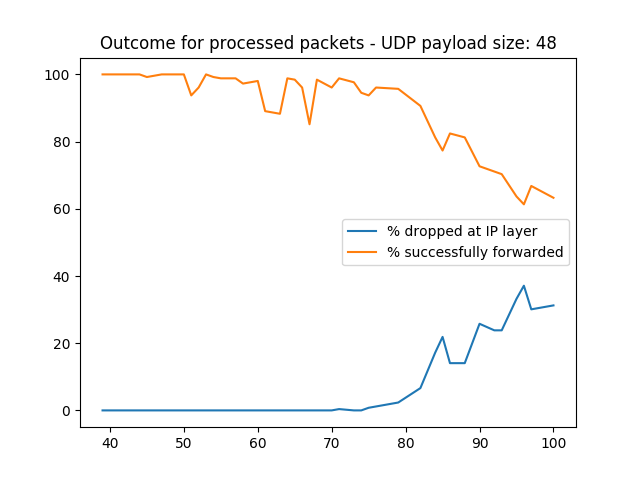 Outcome for processed packets - UDP payload size: 48
100
80
60
40
20
0
% dropped at IP layer
% successfully forwarded
40 50 60 70 80 90 100